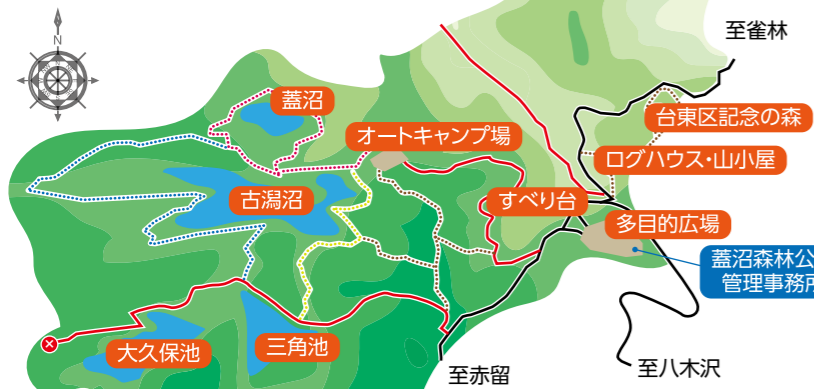 N
至雀林
蓋沼
台東区記念の森
オートキャンプ場
ログハウス・山小屋
古潟沼
すべり台
多目的広場
蓋沼森林公
管理事務所
大久保池
三角池
至赤留
至八木沢